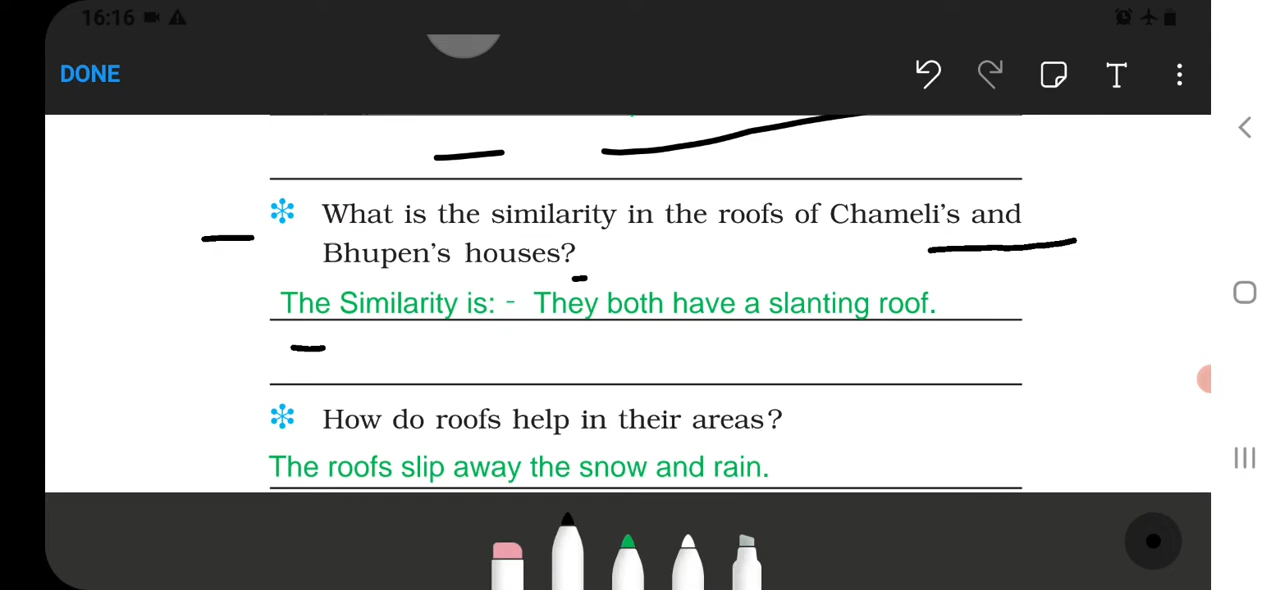 16:16
DONE
T
What is the similarity in the roofs of Chameli's and
Bhupen's houses?
The Similarity is: - They both have a slanting roof.
How do roofs help in their areas?
The roofs slip away the snow and rain.